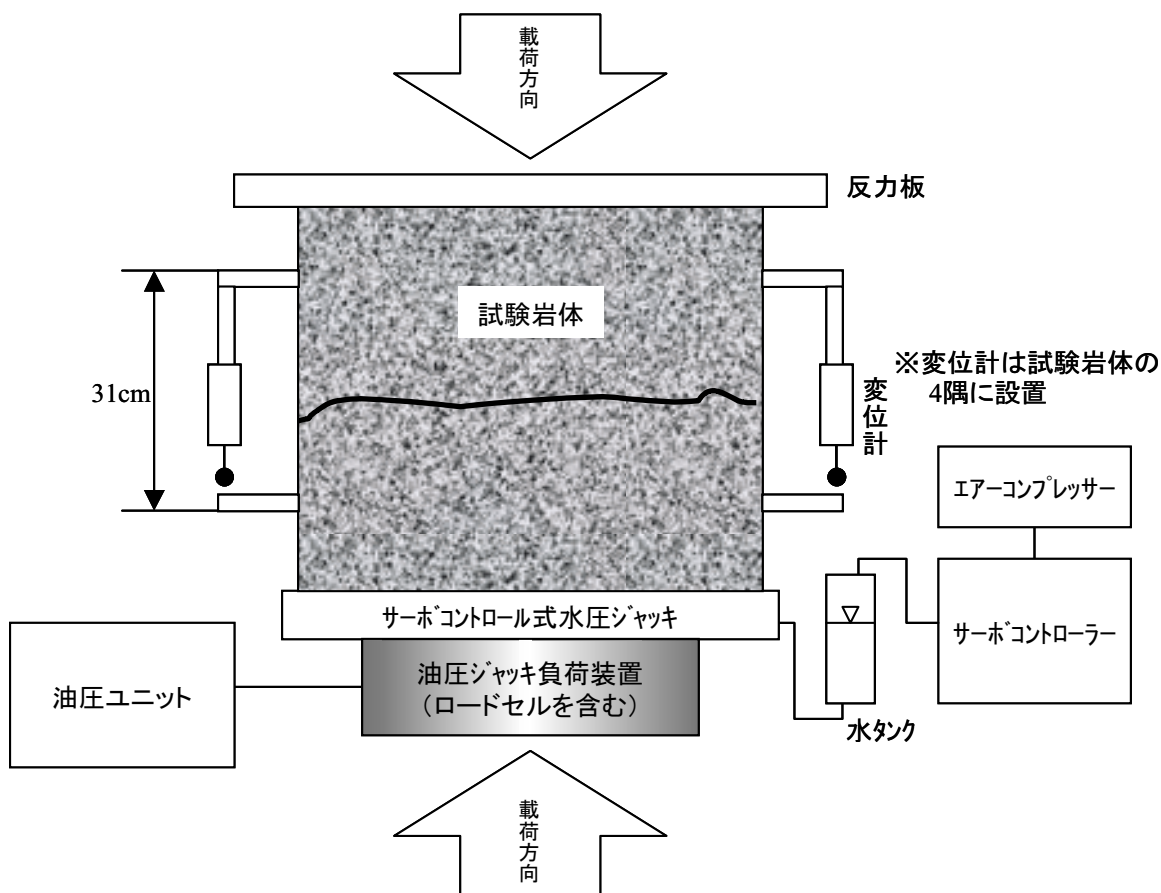 載荷方向
反力板
試験岩体
31cm
変位計
※変位計は試験岩体の
4隅に設置
エアーコンプレッサー
サーボコントロール式水圧ジャッキ
サーボコントローラー
油圧ユニット
油圧ジャッキ負荷装置
（ロードセルを含む）
水タンク
載荷方向